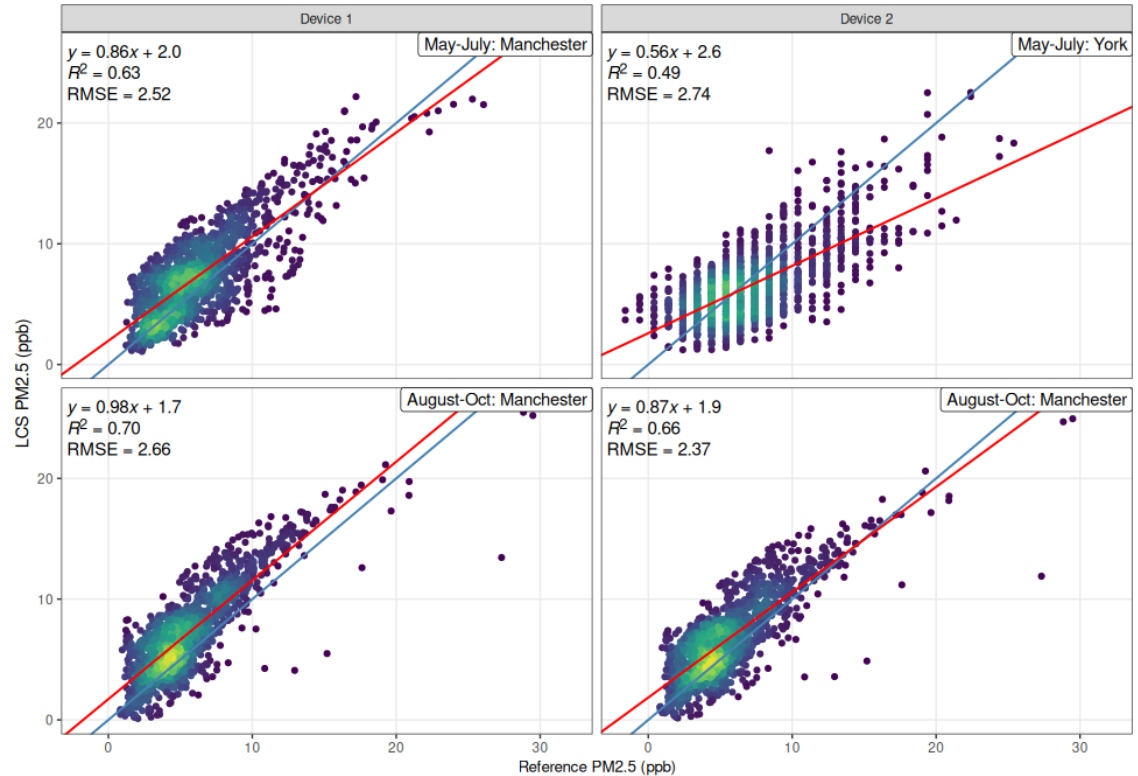 Device 1
Device 2
y = 0.86x + 2.0
R² = 0.63
RMSE = 2.52
May-July: Manchester
y = 0.56x + 2.6
R² = 0.49
RMSE = 2.74
May-July: York
20
10
0
y = 0.98x + 1.7
R² = 0.70
RMSE = 2.66
August-Oct: Manchester
y = 0.87x + 1.9
R² = 0.66
RMSE = 2.37
August-Oct: Manchester
20
10
0
LCS PM2.5 (ppb)
0 10 20 30
0 10 20 30
Reference PM2.5 (ppb)